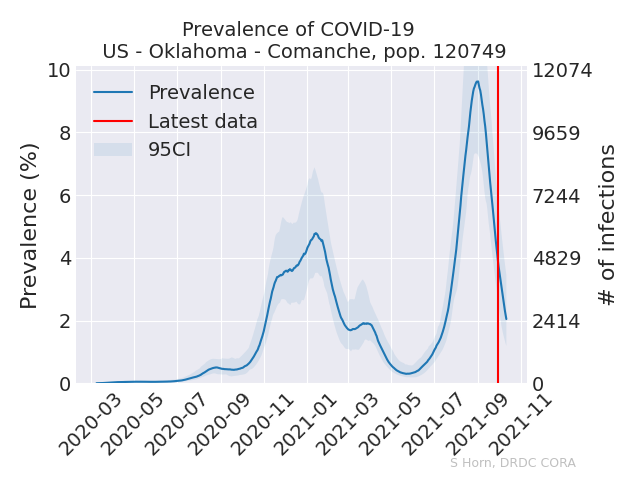 Prevalence of COVID-19
US - Oklahoma - Comanche, pop. 120749
Prevalence
Latest data
95CI
Prevalence (%)
10
8
6
4
2
0
12074
9659
7244
4829
2414
0
# of infections
2020-03
2020-05
2020-07
2020-09
2020-11
2021-01
2021-03
2021-05
2021-07
2021-09
2021-11
S Horn, DRDC CORA